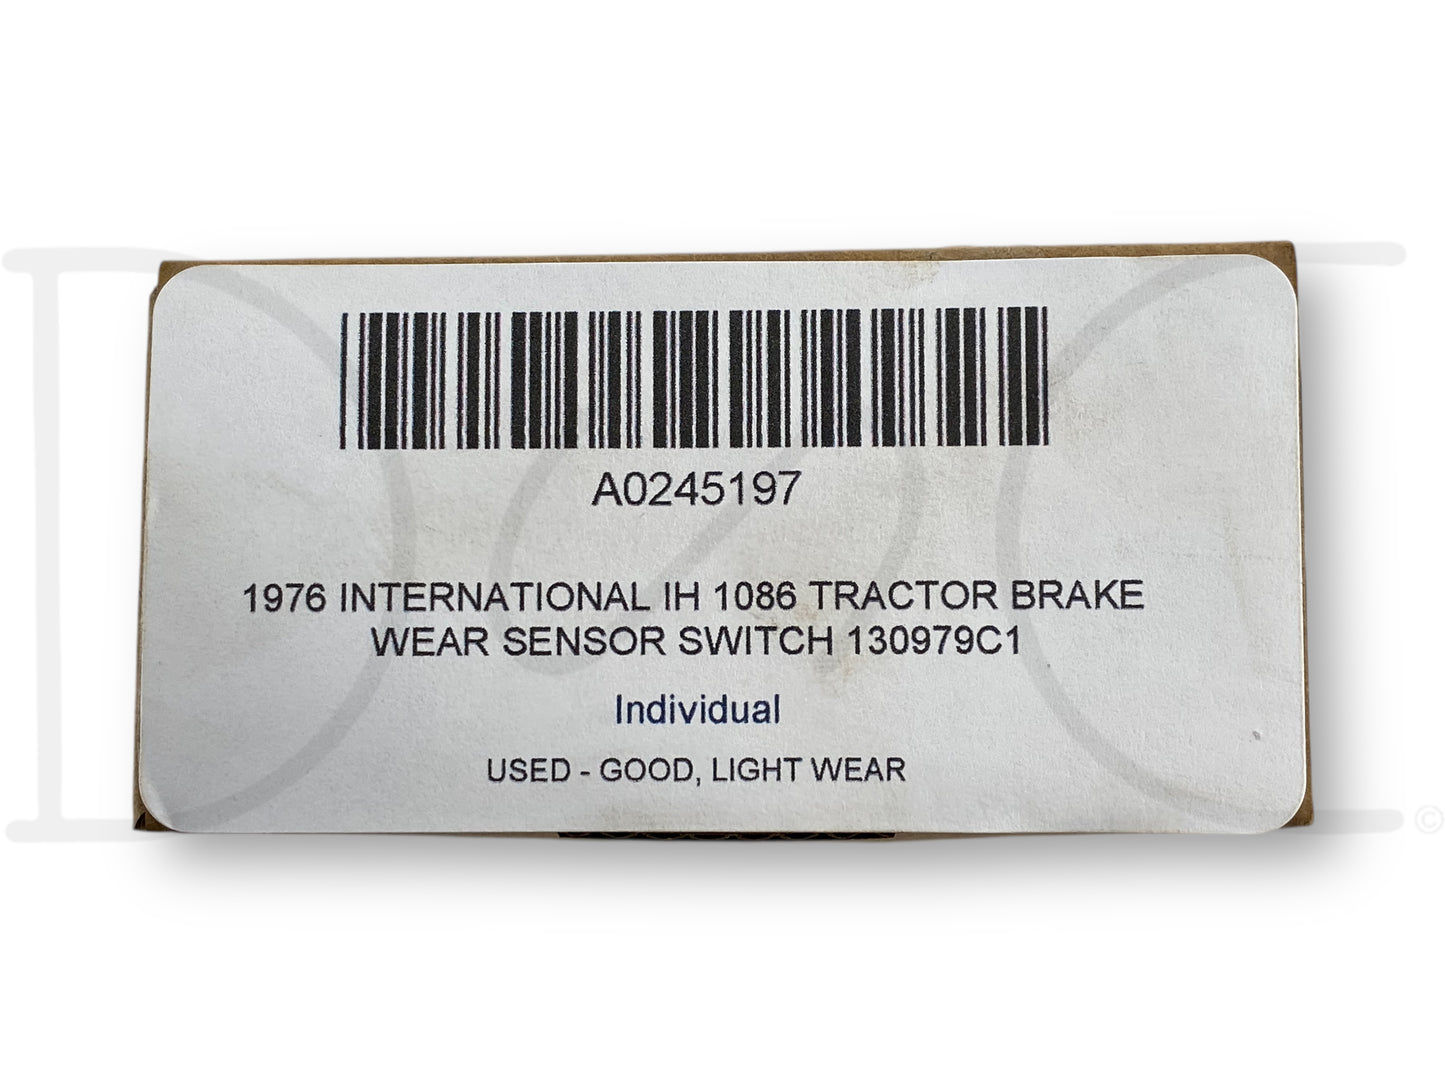 A0245197
1976 INTERNATIONAL IH 1086 TRACTOR BRAKE
WEAR SENSOR SWITCH 130979C1
Individual
USED - GOOD, LIGHT WEAR
©